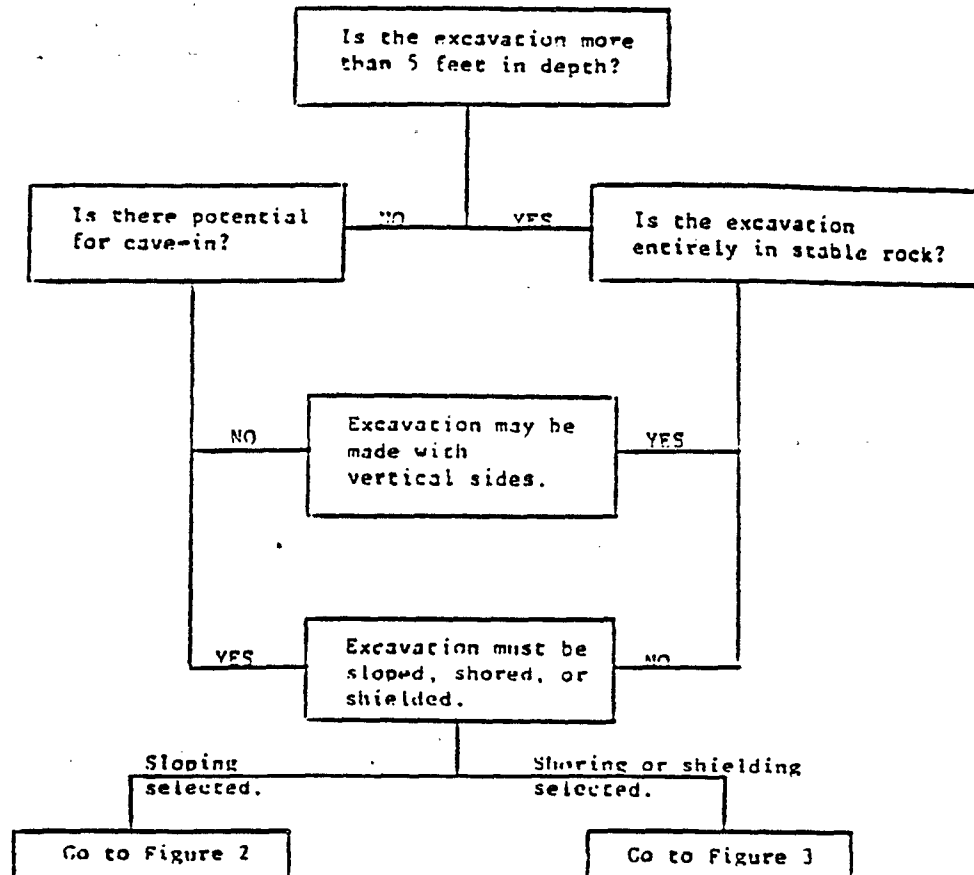 Is the excavation more
than 5 feet in depth?
Is there potential
for cave-in?
NO
YES
Is the excavation
entirely in stable rock?
NO
Excavation may be
made with
vertical sides.
YES
YES
Excavation must be
sloped, shored, or
shielded.
NO
Sloping
selected.
Shoring or shielding
selected.
Go to Figure 2
Go to Figure 3